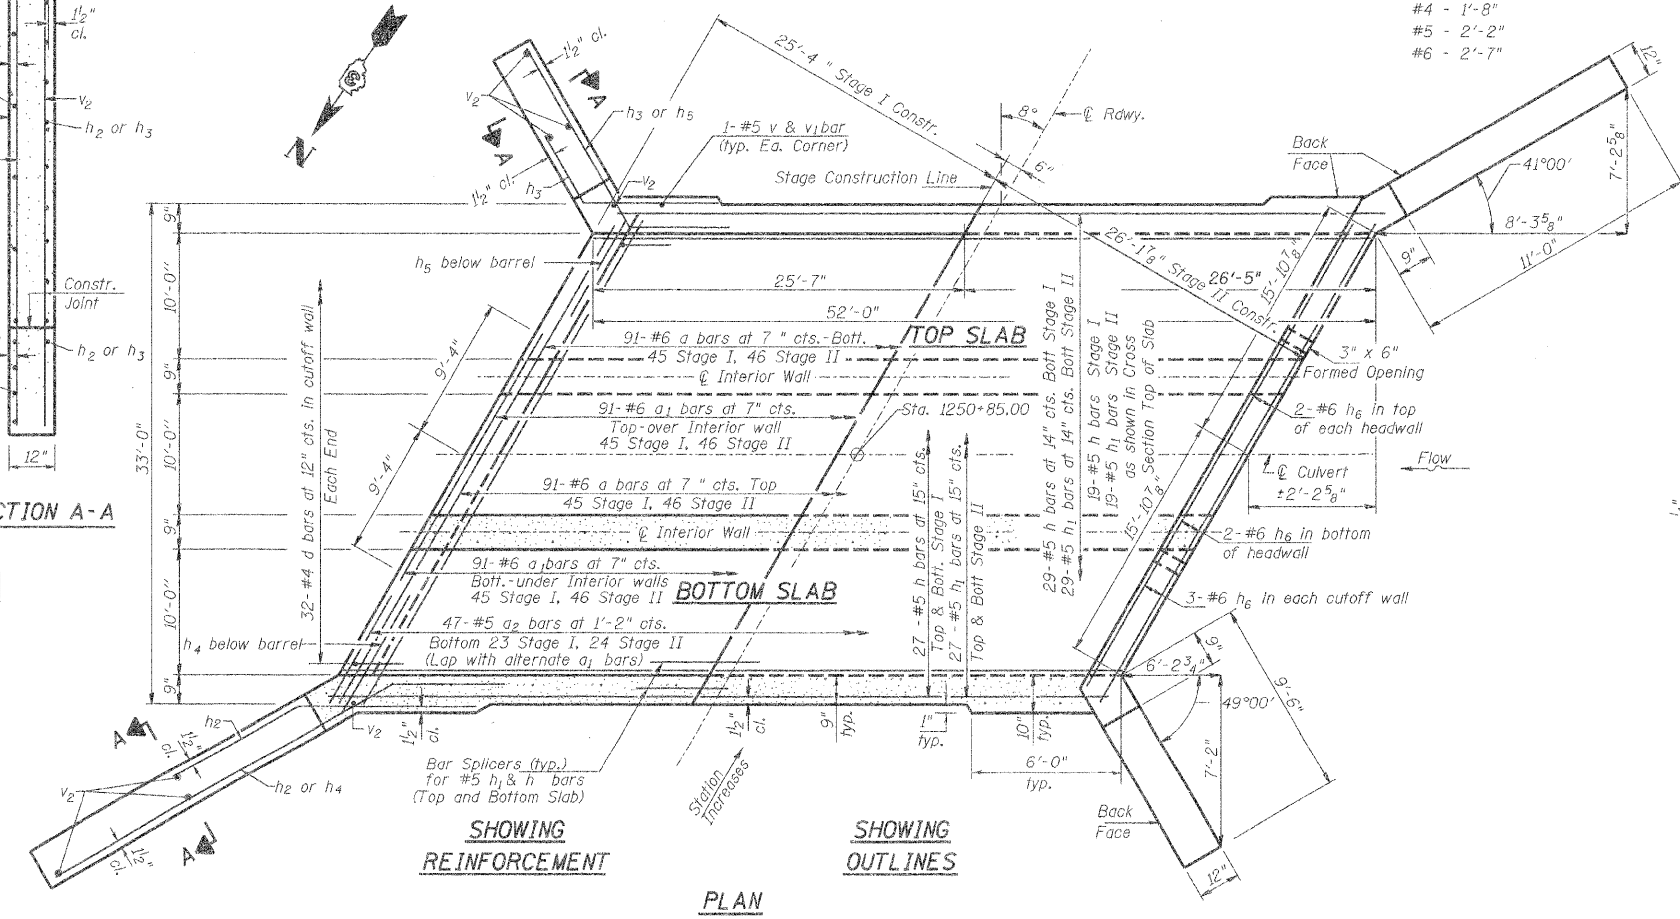 #4 - 1'-8"
#5 - 2'-2"
#6 - 2'-7"
1½" cl.
v2
h2 or h3
Constr. Joint
h2 or h3
12"
N
v2
1½" cl.
A
A
h3 or h5
1½" cl.
h3
v2
1-#5 v & v1 bar
(typ. Ea. Corner)
25'-4 " Stage I Constr.
8°
℄ Rdwy.
6"
Stage Construction Line
Back
Face
12"
41°00'
7'-2⅝"
8'-3⅝"
9"
11'-0"
9"
10'-0"
9"
10'-0"
9"
10'-0"
9"
33'-0"
h5 below barrel
25'-7"
26'-1⅞" Stage II Constr.
26'-5"
15'-10⅞"
52'-0"
TOP SLAB
91-#6 a bars at 7 " cts.-Bott.
45 Stage I, 46 Stage II
℄ Interior Wall
9'-4"
9'-4"
32-#4 d bars at 12" cts. in cutoff wall
Each End
91-#6 a1 bars at 7" cts.
Top-over Interior wall
45 Stage I, 46 Stage II
Sta. 1250+85.00
91-#6 a bars at 7 " cts. Top
45 Stage I, 46 Stage II
℄ Interior Wall
91-#6 a1bars at 7" cts.
Bott.-under Interior walls
45 Stage I, 46 Stage II
BOTTOM SLAB
47-#5 a2 bars at 1'-2" cts.
Bottom 23 Stage I, 24 Stage II
(Lap with alternate a1 bars)
h4 below barrel
27 -#5 h bars at 15" cts.
Top & Bott. Stage I
27 -#5 h1 bars at 15" cts.
Top & Bott Stage II
29-#5 h bars at 14" cts. Bott Stage I
29-#5 h1 bars at 14" cts. Bott Stage II
19-#5 h bars Stage I
19-#5 h1 bars Stage II
as shown in Cross
Section Top of Slab
15'-10⅞"
3" x 6"
Formed Opening
2-#6 h6 in top
of each headwall
℄ Culvert
Flow
±2'-2⅝"
2-#6 h6 in bottom
of headwall
3-#6 h6 in each cutoff wall
9"
6'-2¾"
9'-6"
49°00'
7'-2"
12"
Back
Face
6'-0"
typ.
10"
typ.
1"
typ.
9"
typ.
1½"
cl.
1½"
cl.
v2
A
h2
1½"
cl.
v2
h2 or h4
1½"
cl.
A
Bar Splicers (typ.)
for #5 h1 & h bars
(Top and Bottom Slab)
Station
Increases
SHOWING
REINFORCEMENT
SHOWING
OUTLINES
PLAN
CTION A-A